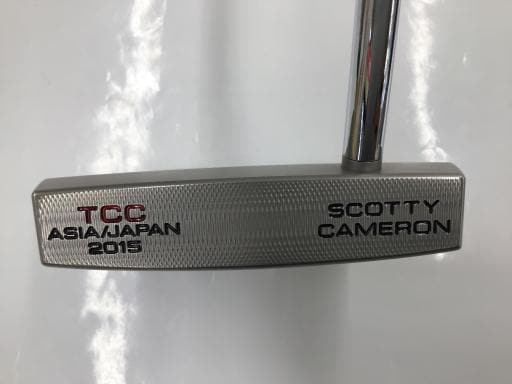 TCC
ASIA/JAPAN
2015
SCOTTY
CAMERON